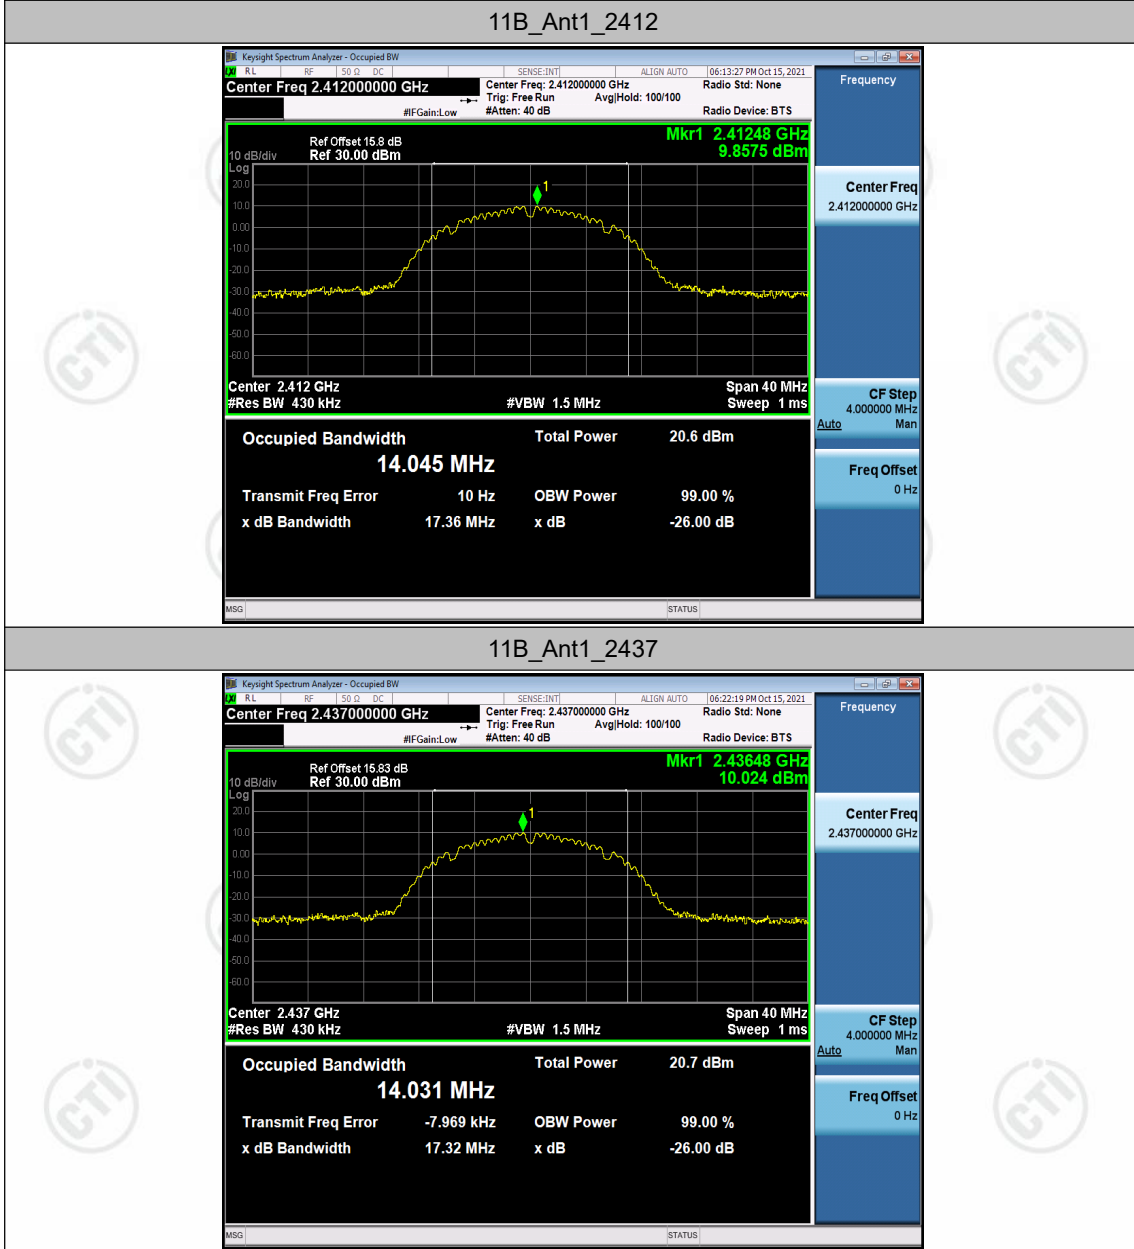 11B_Ant1_2412
Keysight Spectrum Analyzer - Occupied BW
LXI RL RF 50 Ω DC SENSE:INT ALIGN AUTO 06:13:27 PM Oct 15, 2021
Center Freq 2.412000000 GHz
Center Freq: 2.412000000 GHz Radio Std: None
Trig: Free Run Avg|Hold: 100/100
#IFGain:Low #Atten: 40 dB Radio Device: BTS
Frequency
Mkr1 2.41248 GHz
9.8575 dBm
Ref Offset 15.8 dB
10 dB/div Ref 30.00 dBm
Log
20.0
1
10.0
0.00
-10.0
-20.0
-30.0
-40.0
-50.0
-60.0
Center 2.412 GHz Span 40 MHz
#Res BW 430 kHz #VBW 1.5 MHz Sweep 1 ms
Center Freq
2.412000000 GHz
CF Step
4.000000 MHz
Auto Man
Freq Offset
0 Hz
Occupied Bandwidth Total Power 20.6 dBm
14.045 MHz
Transmit Freq Error 10 Hz OBW Power 99.00 %
x dB Bandwidth 17.36 MHz x dB -26.00 dB
MSG STATUS
11B_Ant1_2437
Keysight Spectrum Analyzer - Occupied BW
LXI RL RF 50 Ω DC SENSE:INT ALIGN AUTO 06:22:19 PM Oct 15, 2021
Center Freq 2.437000000 GHz
Center Freq: 2.437000000 GHz Radio Std: None
Trig: Free Run Avg|Hold: 100/100
#IFGain:Low #Atten: 40 dB Radio Device: BTS
Frequency
Mkr1 2.43648 GHz
10.024 dBm
Ref Offset 15.83 dB
10 dB/div Ref 30.00 dBm
Log
20.0
1
10.0
0.00
-10.0
-20.0
-30.0
-40.0
-50.0
-60.0
Center 2.437 GHz Span 40 MHz
#Res BW 430 kHz #VBW 1.5 MHz Sweep 1 ms
Center Freq
2.437000000 GHz
CF Step
4.000000 MHz
Auto Man
Freq Offset
0 Hz
Occupied Bandwidth Total Power 20.7 dBm
14.031 MHz
Transmit Freq Error -7.969 kHz OBW Power 99.00 %
x dB Bandwidth 17.32 MHz x dB -26.00 dB
MSG STATUS
CTI
CTI
CTI
CTI
CTI
CTI